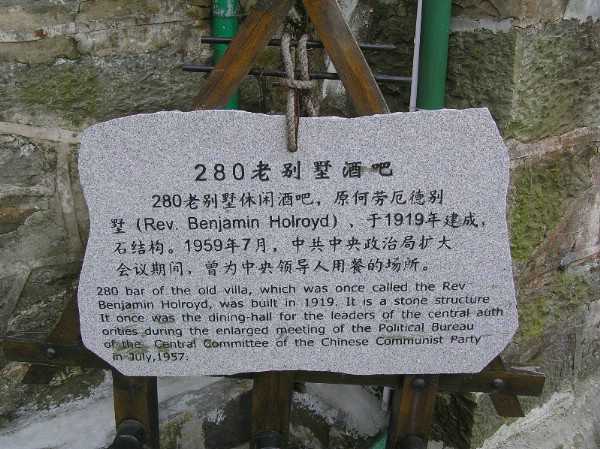 280老别墅酒吧
280老别墅休闲酒吧，原何劳厄德别
墅（Rev. Benjamin Holroyd）、于1919年建成，
石结构。1959年7月，中共中央政治局扩大
会议期间，曾为中央领导人用餐的场所。
280 bar of the old villa, which was once called the Rev
Benjamin Holroyd, was built in 1919. It is a stone structure
It once was the dining-hall for the leaders of the central auth
orities during the enlarged meeting of the Political Bureau
of the Central Committee of the Chinese Communist Party
in July,1957.